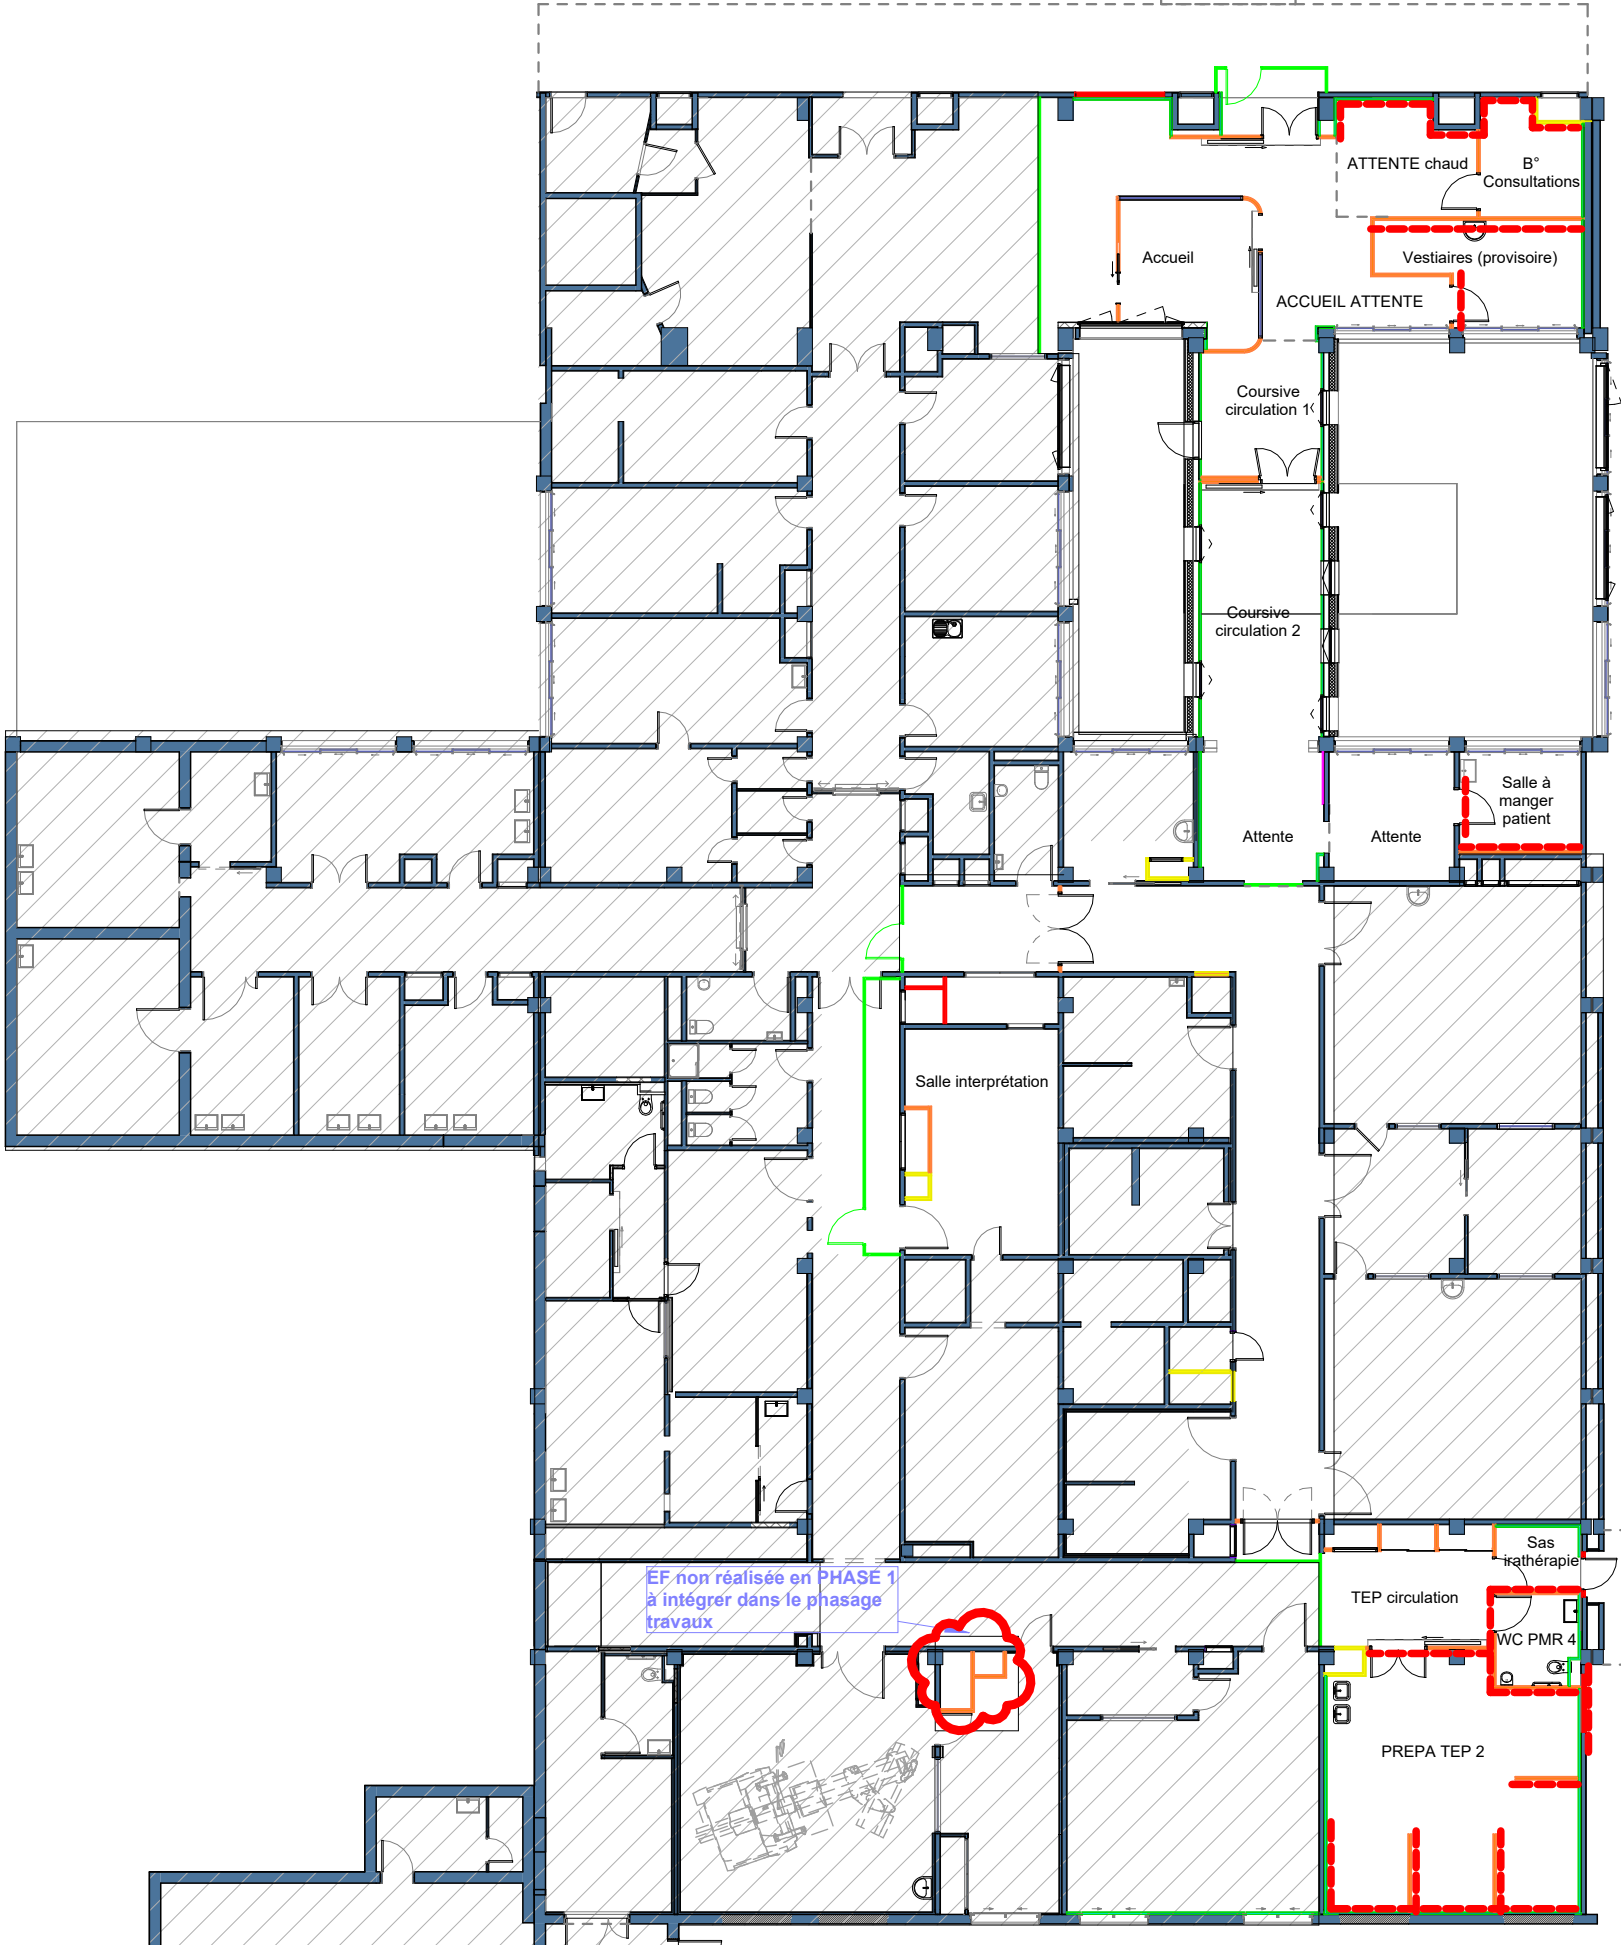 ATTENTE chaud
B°
Consultations
Accueil
Vestiaires (provisoire)
ACCUEIL ATTENTE
Coursive
circulation 1
Coursive
circulation 2
Salle à
manger
patient
Attente
Attente
Salle interprétation
Sas
irathérapie
EF non réalisée en PHASE 1
à intégrer dans le phasage
travaux
TEP circulation
WC PMR 4
PREPA TEP 2